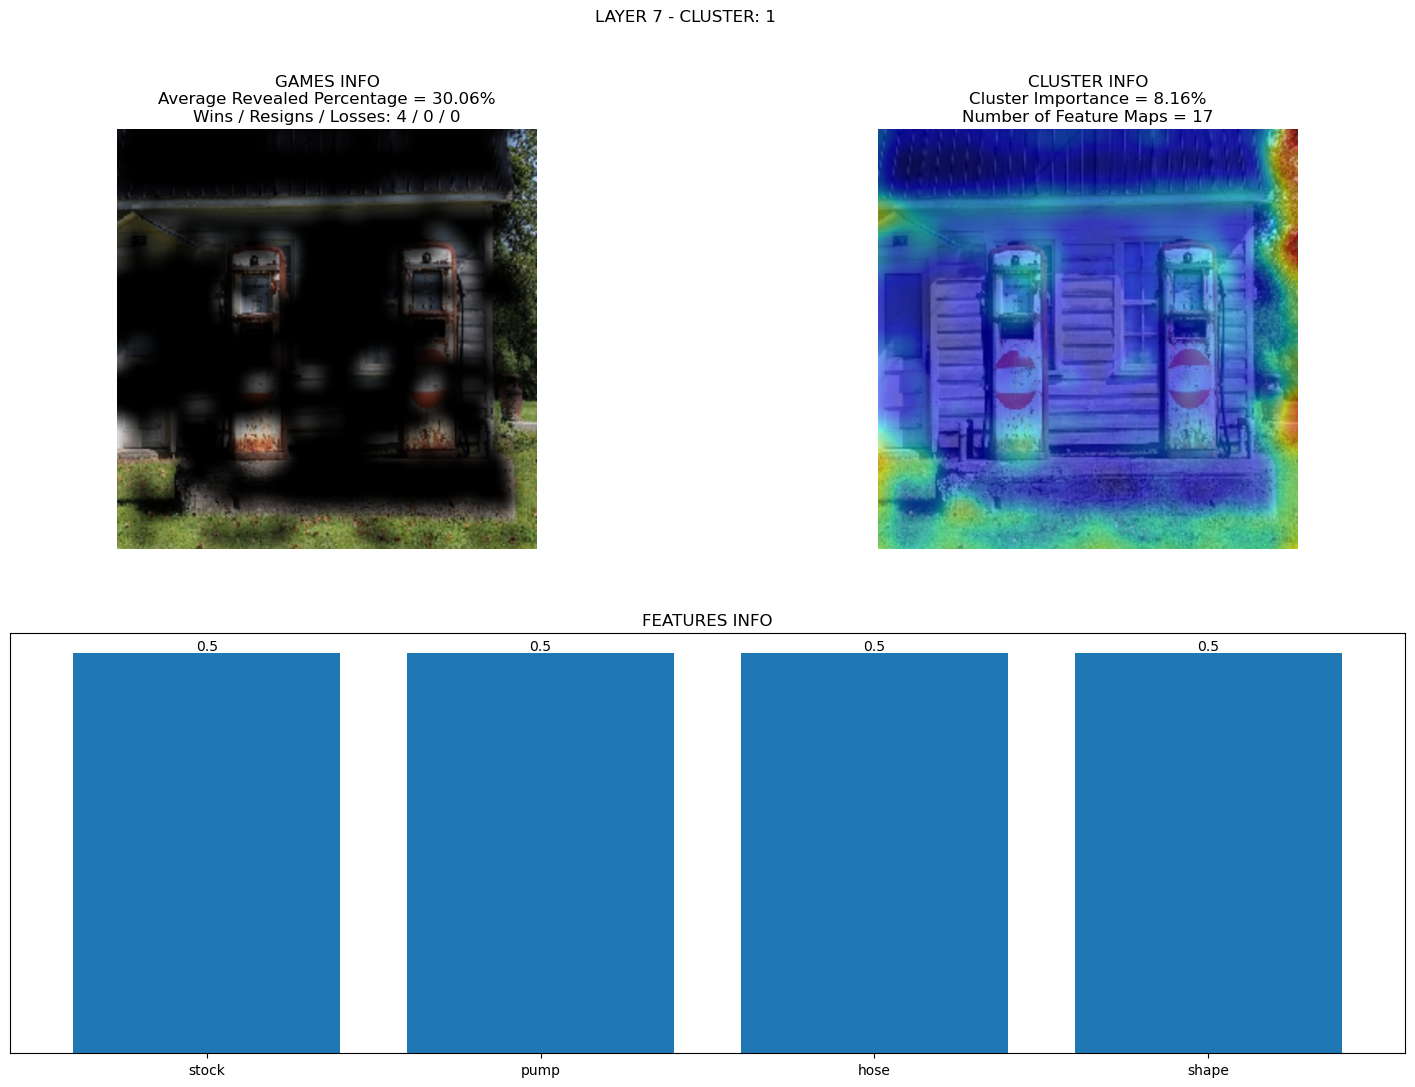 LAYER 7 - CLUSTER: 1
GAMES INFO
Average Revealed Percentage = 30.06%
Wins / Resigns / Losses: 4 / 0 / 0
CLUSTER INFO
Cluster Importance = 8.16%
Number of Feature Maps = 17
FEATURES INFO
0.5 0.5 0.5 0.5
stock pump hose shape